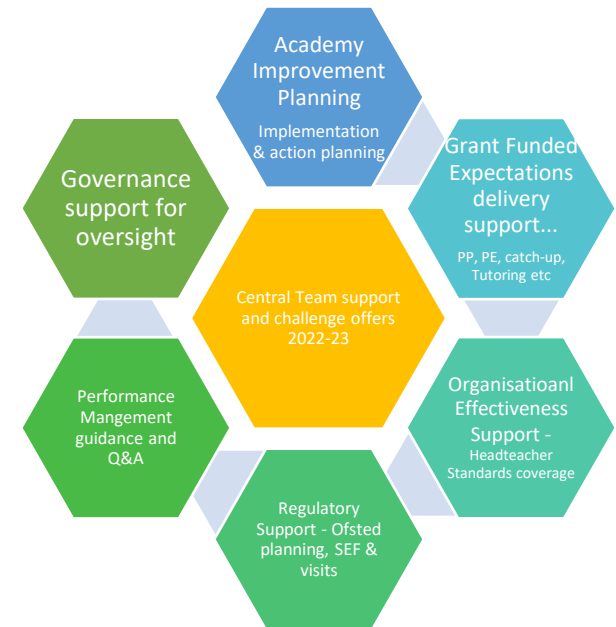 Academy
Improvement
Planning
Implementation
& action planning
Grant Funded
Expectations
delivery
support...
PP, PE, catch-up,
Tutoring etc
Organisatioanl
Effectiveness
Support -
Headteacher
Standards coverage
Regulatory
Support - Ofsted
planning, SEF &
visits
Performance
Mangement
guidance and
Q&A
Governance
support for
oversight
Central Team support
and challenge offers
2022-23